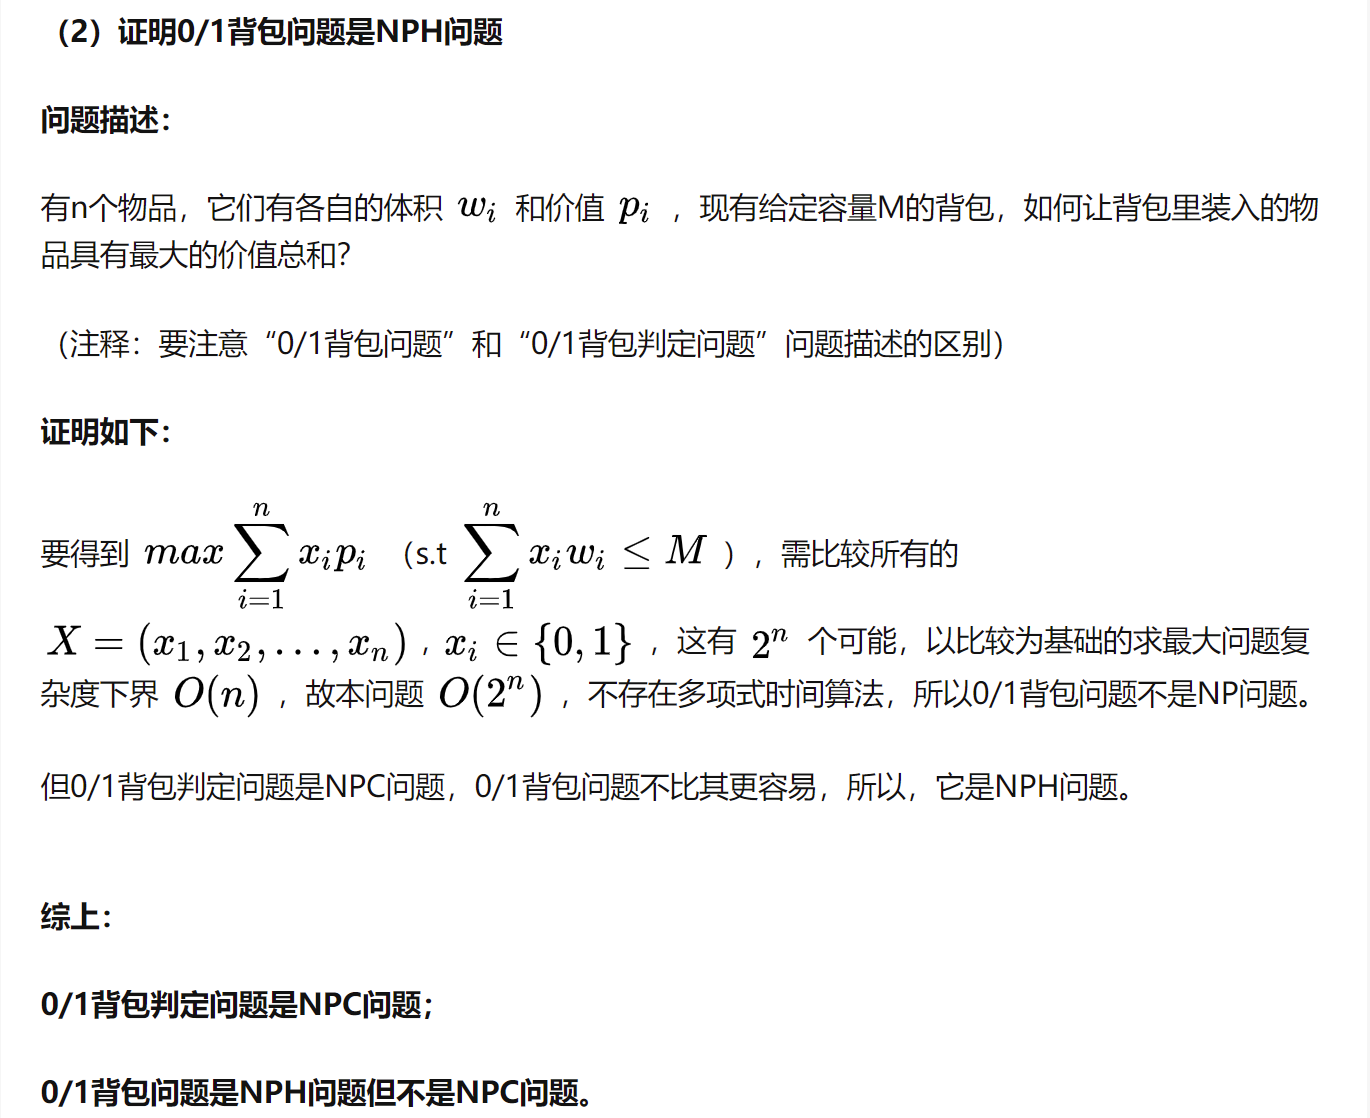 （2）证明0/1背包问题是NPH问题
问题描述：
有n个物品，它们有各自的体积 $w_i$ 和价值 $p_i$ ，现有给定容量M的背包，如何让背包里装入的物
品具有最大的价值总和？
（注释：要注意“0/1背包问题”和“0/1背包判定问题”问题描述的区别）
证明如下：
要得到 $max\sum_{i=1}^{n}x_ip_i$ （s.t $\sum_{i=1}^{n}x_iw_i \leq M$ ），需比较所有的
$X=(x_1,x_2,...,x_n)$，$x_i\in\{0,1\}$ ，这有 $2^n$ 个可能，以比较为基础的求最大问题复
杂度下界 $O(n)$ ，故本问题 $O(2^n)$ ，不存在多项式时间算法，所以0/1背包问题不是NP问题。
但0/1背包判定问题是NPC问题，0/1背包问题不比其更容易，所以，它是NPH问题。
综上：
0/1背包判定问题是NPC问题；
0/1背包问题是NPH问题但不是NPC问题。